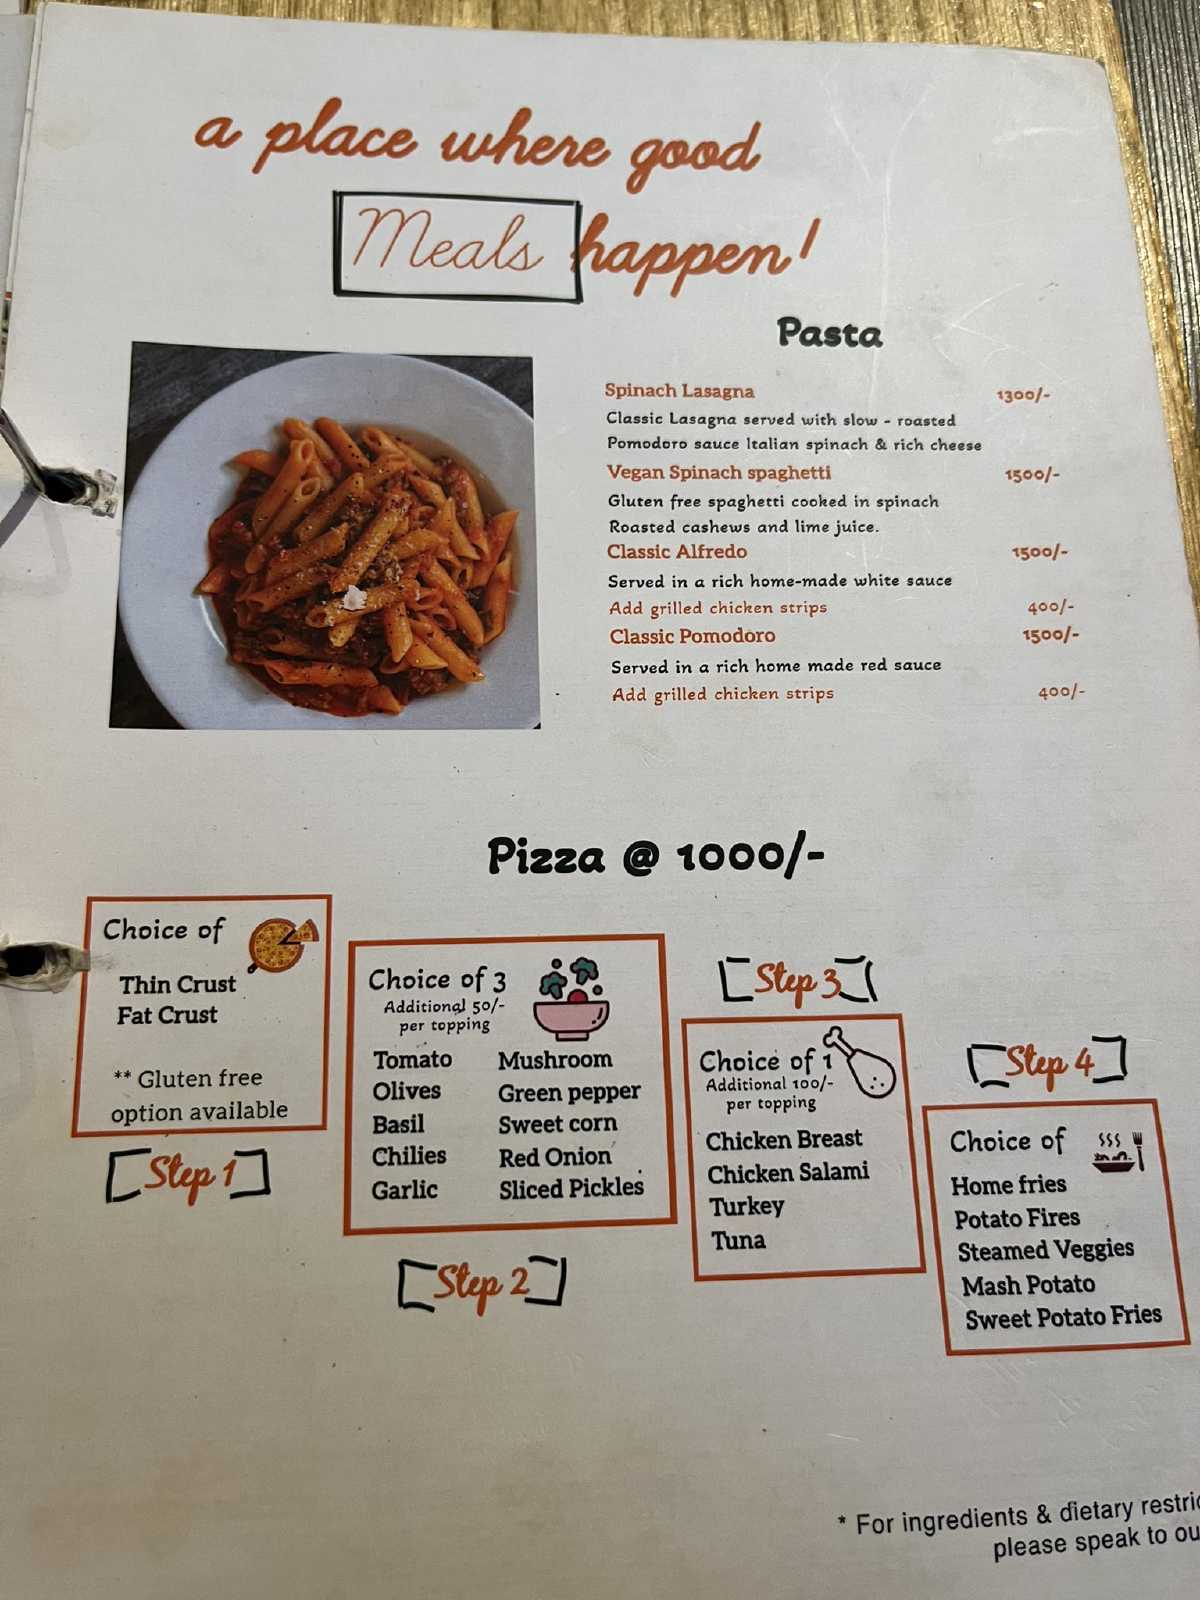 a place where good
Meals happen!
Pasta
Spinach Lasagna 1300/-
Classic Lasagna served with slow - roasted
Pomodoro sauce Italian spinach & rich cheese
Vegan Spinach spaghetti 1500/-
Gluten free spaghetti cooked in spinach
Roasted cashews and lime juice.
Classic Alfredo 1500/-
Served in a rich home-made white sauce
Add grilled chicken strips 400/-
Classic Pomodoro 1500/-
Served in a rich home made red sauce
Add grilled chicken strips 400/-
Pizza @ 1000/-
Choice of
Thin Crust
Fat Crust
** Gluten free
option available
Step 1
Choice of 3
Additional 50/-
per topping
Tomato Mushroom
Olives Green pepper
Basil Sweet corn
Chilies Red Onion
Garlic Sliced Pickles
Step 2
Step 3
Choice of 1
Additional 100/-
per topping
Chicken Breast
Chicken Salami
Turkey
Tuna
Step 4
Choice of
Home fries
Potato Fires
Steamed Veggies
Mash Potato
Sweet Potato Fries
* For ingredients & dietary
please speak to